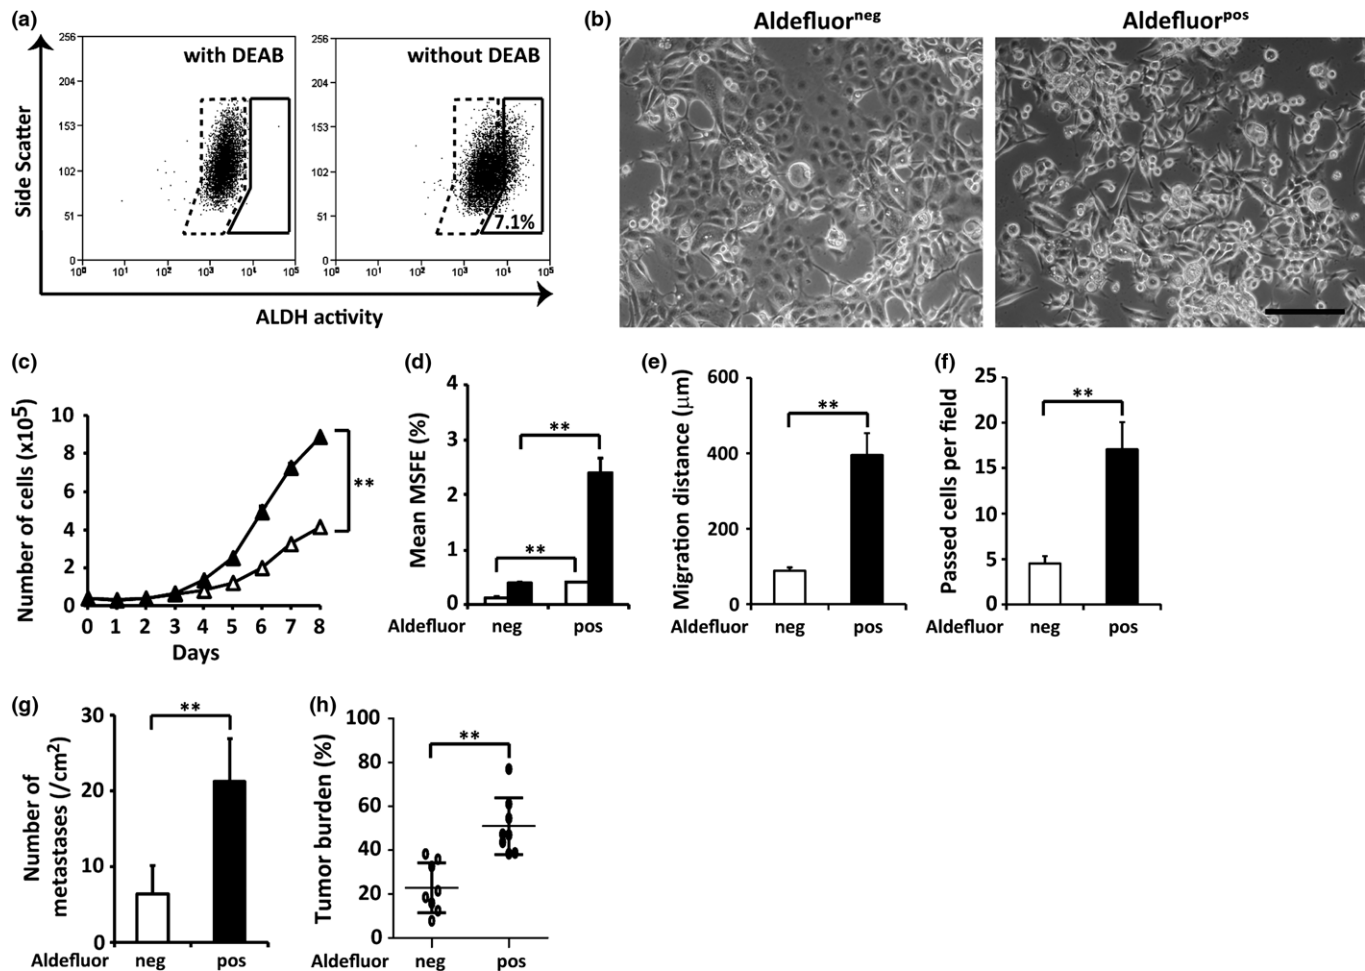 (a)
with DEAB
without DEAB
Side Scatter
256
204
153
102
51
0
10⁰ 10¹ 10² 10³ 10⁴ 10⁵
256
204
153
102
51
0
7.1%
10⁰ 10¹ 10² 10³ 10⁴ 10⁵
ALDH activity
(b)
Aldefluorⁿᵉᵍ
Aldefluorᵖᵒˢ
(c)
Number of cells (x10⁵)
10
8
6
4
2
0
**
0 1 2 3 4 5 6 7 8
Days
(d)
Mean MSFE (%)
4
3
2
1
0
**
**
Aldefluor neg pos
(e)
Migration distance (μm)
600
400
200
0
**
neg pos
(f)
Passed cells per field
25
20
15
10
5
0
**
Aldefluor neg pos
(g)
Number of
metastases (/cm²)
30
20
10
0
**
Aldefluor neg pos
(h)
Tumor burden (%)
100
80
60
40
20
0
**
Aldefluor neg pos